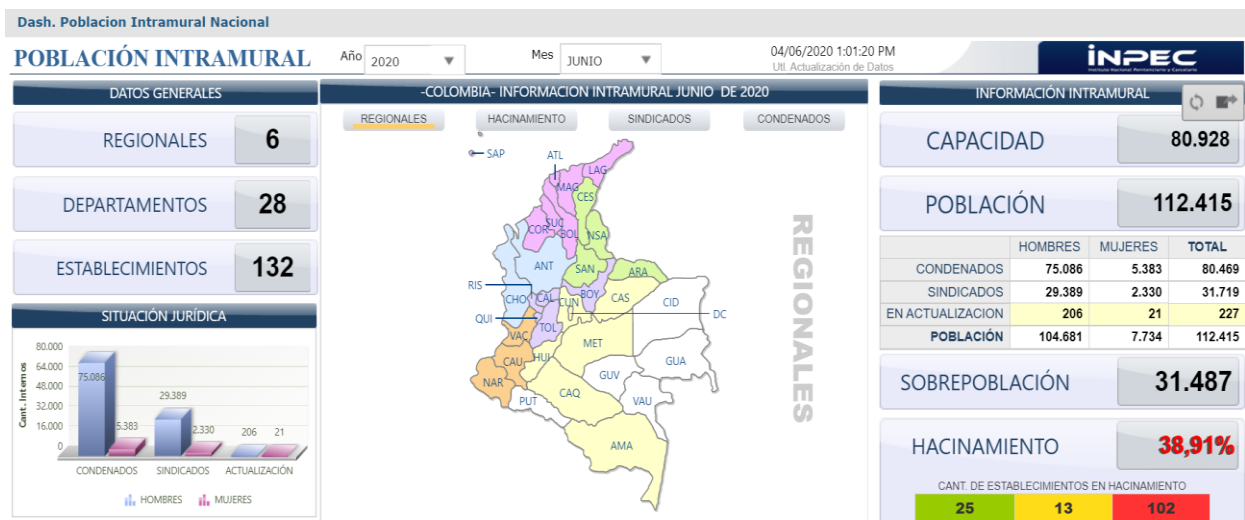 Dash. Poblacion Intramural Nacional
POBLACIÓN INTRAMURAL
Año 2020
Mes JUNIO
04/06/2020 1:01:20 PM
Utl. Actualización de Datos
INPEC
Instituto Nacional Penitenciario y Carcelario
DATOS GENERALES
REGIONALES 6
DEPARTAMENTOS 28
ESTABLECIMIENTOS 132
SITUACIÓN JURÍDICA
Cant. Internos
80.000
64.000
48.000
32.000
16.000
0
75.086
5.383
29.389
2.330
206
21
CONDENADOS SINDICADOS ACTUALIZACIÓN
HOMBRES MUJERES
-COLOMBIA- INFORMACION INTRAMURAL JUNIO DE 2020
REGIONALES HACINAMIENTO SINDICADOS CONDENADOS
SAP
ATL
LAG
MAG
CES
SUC
COR
BOL
NSA
ANT
SAN
ARA
RIS
CHO
CAL
CUN
BOY
CAS
CID
QUI
TOL
DC
VAC
MET
CAU
HUI
GUA
NAR
GUV
PUT
CAQ
VAU
AMA
REGIONALES
INFORMACIÓN INTRAMURAL
CAPACIDAD 80.928
POBLACIÓN 112.415
HOMBRES MUJERES TOTAL
CONDENADOS 75.086 5.383 80.469
SINDICADOS 29.389 2.330 31.719
EN ACTUALIZACION 206 21 227
POBLACIÓN 104.681 7.734 112.415
SOBREPOBLACIÓN 31.487
HACINAMIENTO 38,91%
CANT. DE ESTABLECIMIENTOS EN HACINAMIENTO
25 13 102